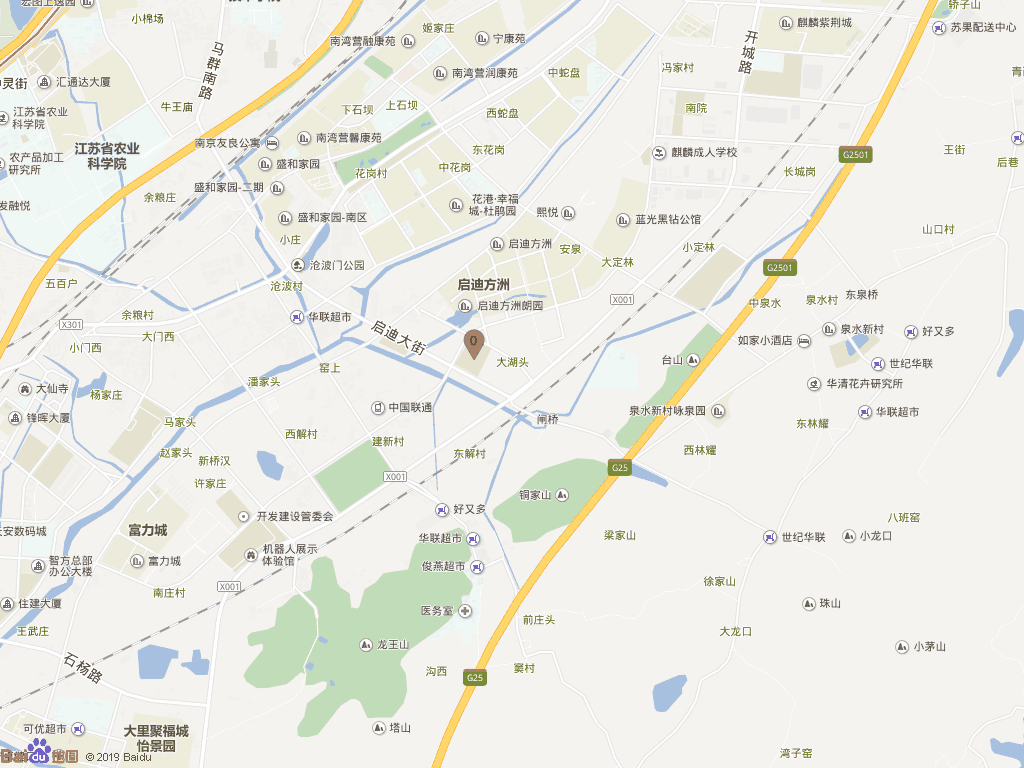 小棉场
姬家庄
南湾营融康苑
宁康苑
麒麟紫荆城
轿子山
苏果配送中心
马群南路
开城路
灵街
汇通达大厦
南湾营润康苑
中蛇盘
冯家村
牛王庙
下石坝
上石坝
西蛇盘
南院
江苏省农业
科学院
江苏省农业
科学院
南京友良公寓
南湾营馨康苑
农产品加工
研究所
盛和家园
东花岗
中花岗
花岗村
麒麟成人学校
G2501
王街
后巷
长城岗
盛和家园-二期
余粮庄
发融悦
花港·幸福
城-杜鹃园
熙悦
蓝光黑钻公馆
盛和家园-南区
小庄
启迪方洲
安泉
小定林
大定林
山口村
沧波门公园
沧波村
五百户
启迪方洲
G2501
X001
中泉水
泉水村
东泉桥
启迪方洲朗园
余粮村
X301
大门西
华联超市
启迪大街
0
小门西
窑上
大湖头
台山
如家小酒店
泉水新村
好又多
世纪华联
潘家头
大仙寺
杨家庄
华清花卉研究所
锋晖大厦
马家头
中国联通
闸桥
泉水新村咏泉园
华联超市
东林耀
西解村
建新村
赵家头
新桥汉
东解村
西林耀
G25
许家庄
X001
铜家山
好又多
开发建设管委会
八班窑
富力城
长安数码城
华联超市
梁家山
世纪华联
小龙口
机器人展示
体验馆
富力城
智方总部
办公大楼
俊燕超市
南庄村
X001
徐家山
住建大厦
医务室
珠山
前庄头
王武庄
大龙口
龙王山
小茅山
石杨路
沟西
窦村
G25
可优超市
大里聚福城
怡景园
塔山
湾子窑
© 2019 Baidu